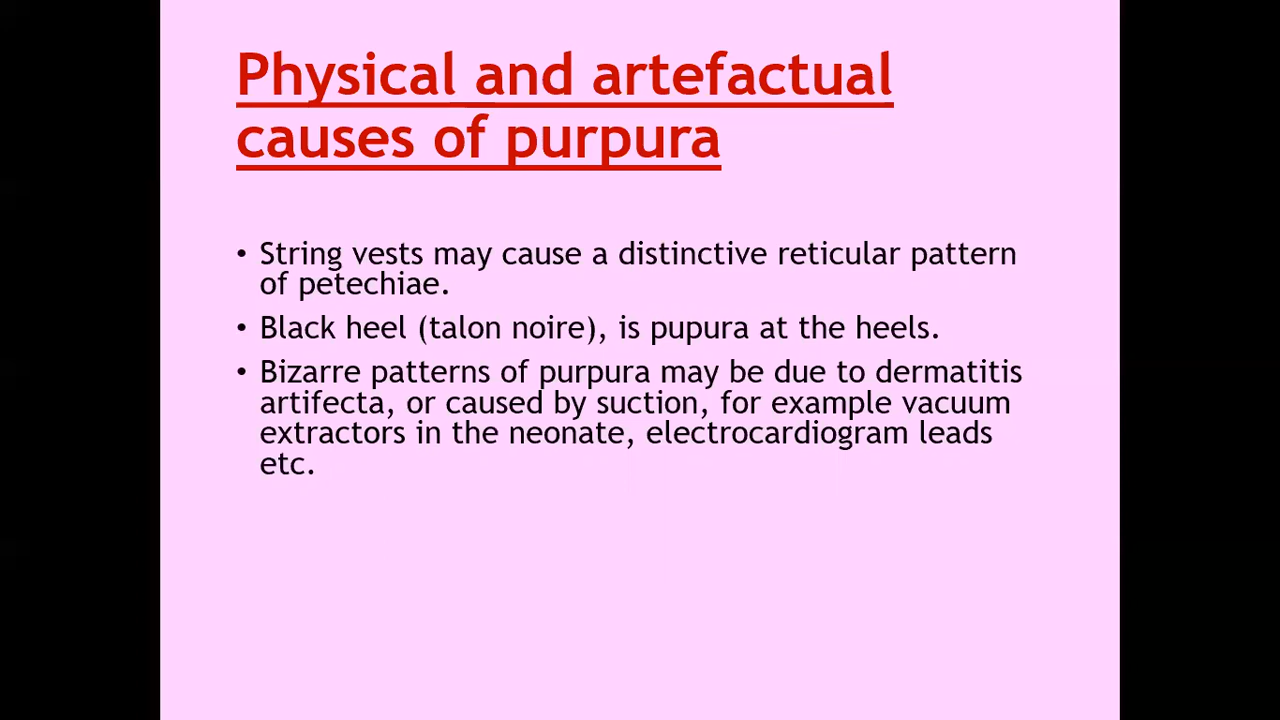 Physical and artefactual
causes of purpura
• String vests may cause a distinctive reticular pattern
of petechiae.
• Black heel (talon noire), is pupura at the heels.
• Bizarre patterns of purpura may be due to dermatitis
artifecta, or caused by suction, for example vacuum
extractors in the neonate, electrocardiogram leads
etc.